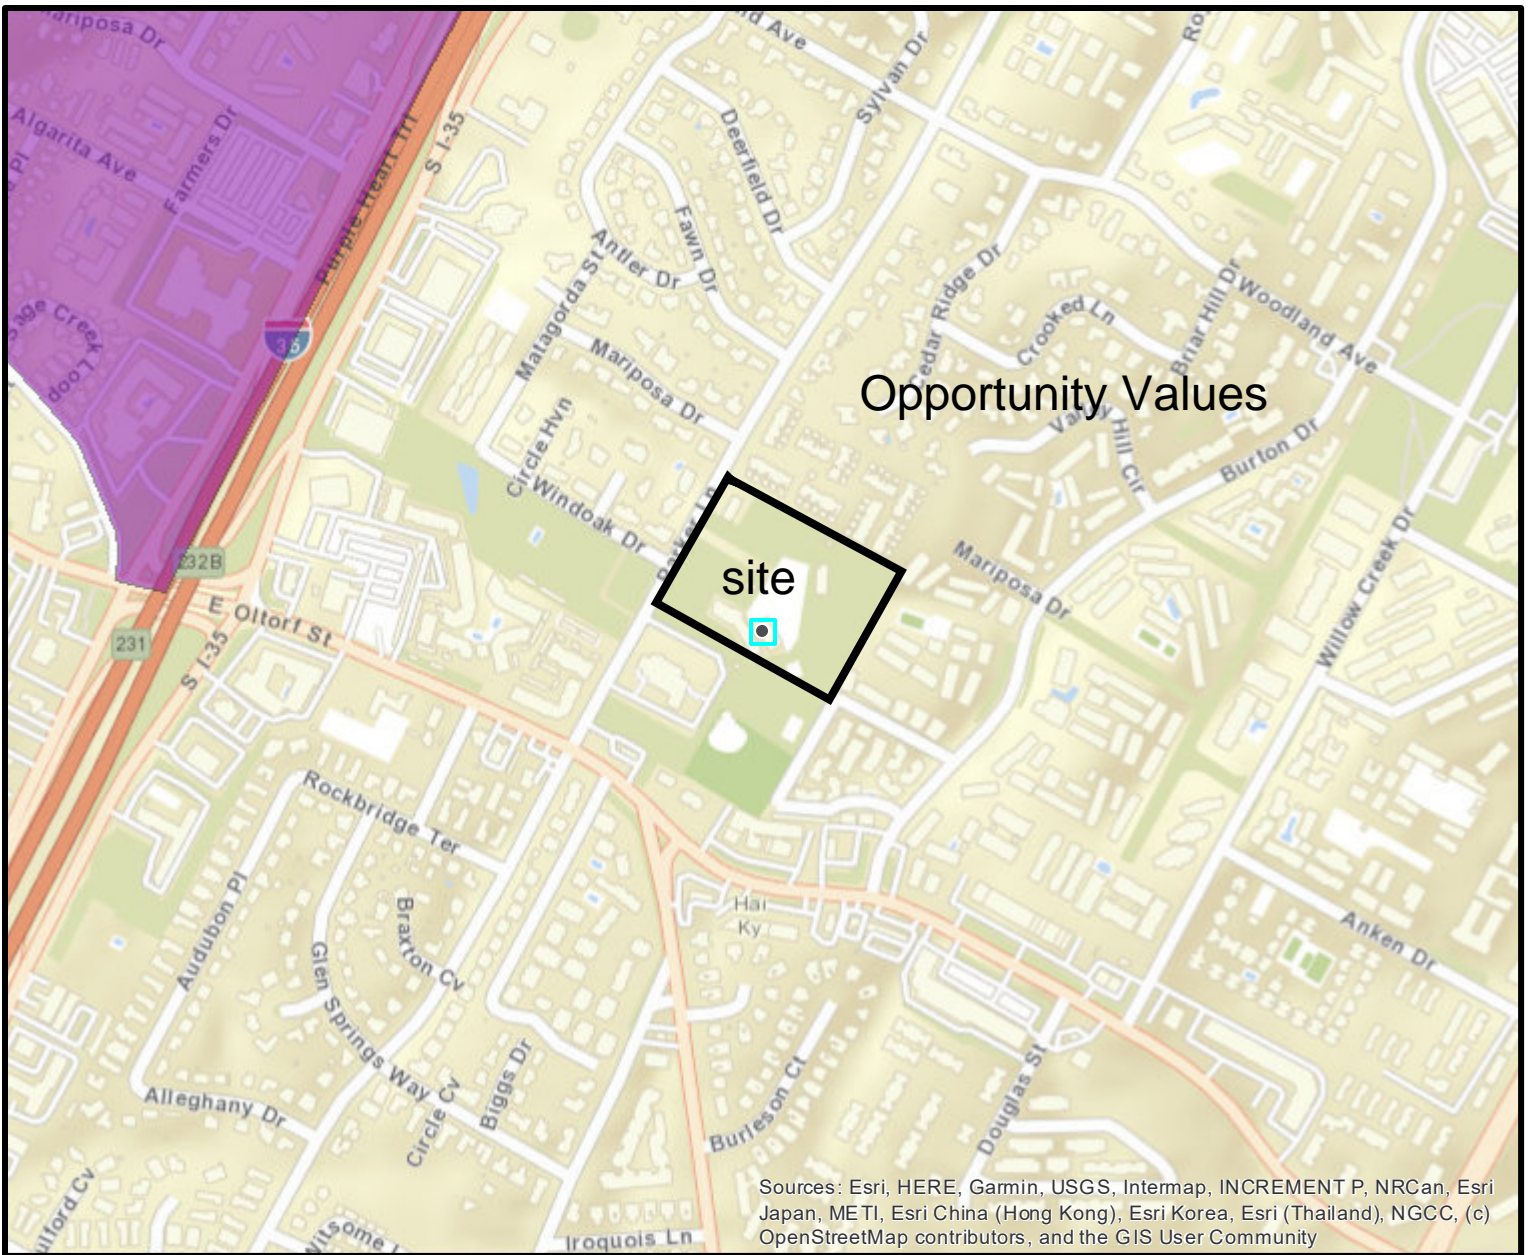 Mariposa Dr
Sylvan Dr
Algarita Ave
Farmers Dr
Purple Heart Trl
S I-35
Deerfield Dr
Fawn Dr
Antler Dr
Matagorda St
Cedar Ridge Dr
Crooked Ln
Briar Hill Dr
Woodland Ave
Sage Creek
Loop
35
Mariposa Dr
Opportunity Values
Valley Hill Cir
Circle Hvn
Windoak Dr
Parker Ln
Burton Dr
232B
site
Mariposa Dr
Willow Creek Dr
E Oltorf St
231
S I-35
Rockbridge Ter
Audubon Pl
Braxton Cv
Hai
Ky
Anken Dr
Glen Springs Way
Alleghany Dr
Circle Cv
Biggs Dr
Burleson Ct
Douglas St
Iroquois Ln
Sources: Esri, HERE, Garmin, USGS, Intermap, INCREMENT P, NRCan, Esri
Japan, METI, Esri China (Hong Kong), Esri Korea, Esri (Thailand), NGCC, (c)
OpenStreetMap contributors, and the GIS User Community